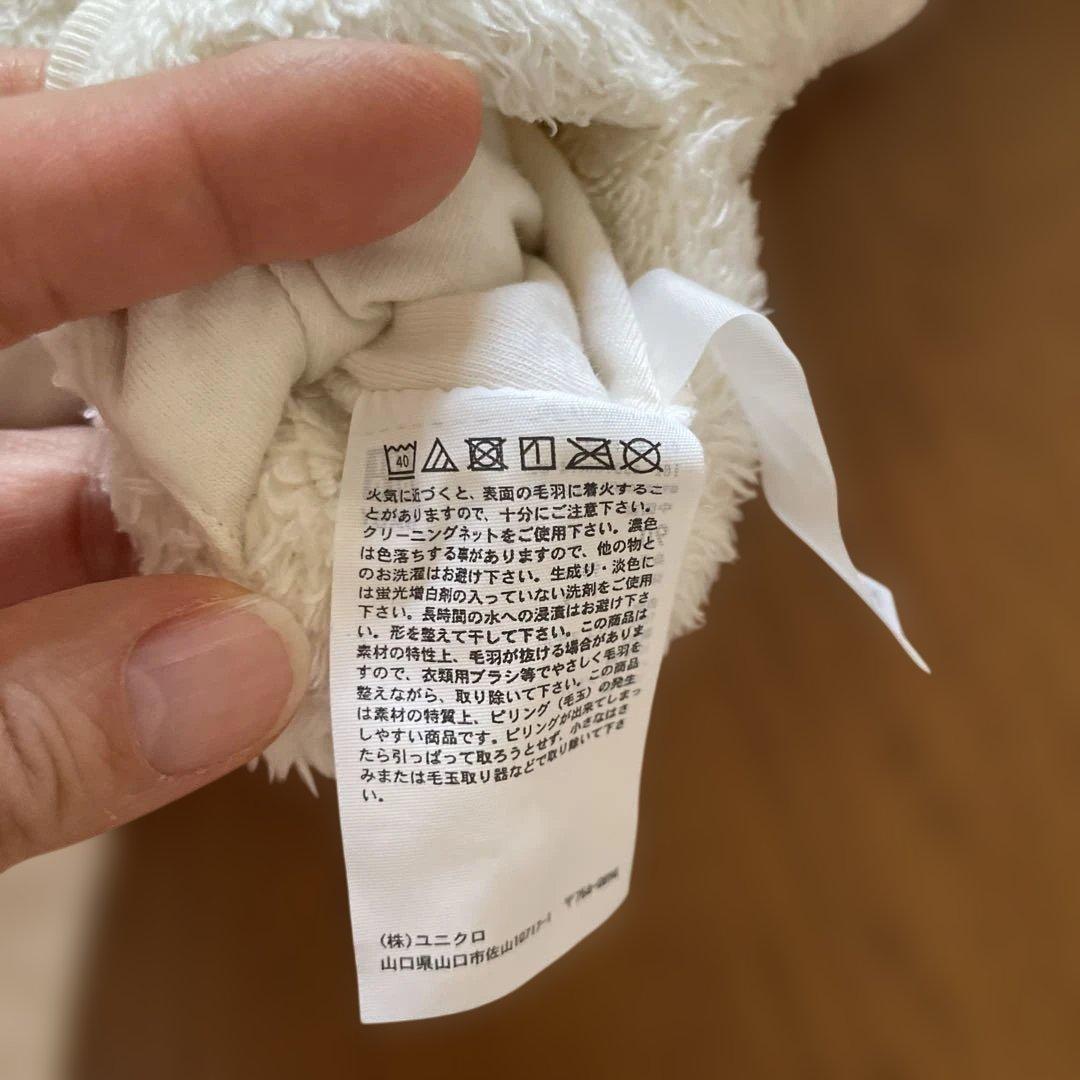 40
火気に近づくと、表面の毛羽に着火するこ
とがありますので、十分にご注意下さい。
クリーニングネットをご使用下さい。濃色
は色落ちする事がありますので、他の物と
のお洗濯はお避け下さい。生成り・淡色に
は蛍光増白剤の入っていない洗剤をご使用
下さい。長時間の水への浸漬はお避け下さ
い。形を整えて干して下さい。この商品は
素材の特性上、毛羽が抜ける場合がありま
すので、衣類用ブラシ等でやさしく毛羽を
整えながら、取り除いて下さい。この商品
は素材の特質上、ピリング(毛玉)の発生
しやすい商品です。ピリングが出来てしまっ
たら引っぱって取ろうとせず、小さなはさ
みまたは毛玉取り器などで取り除いて下さ
い。
(株)ユニクロ
山口県山口市佐山10717-1